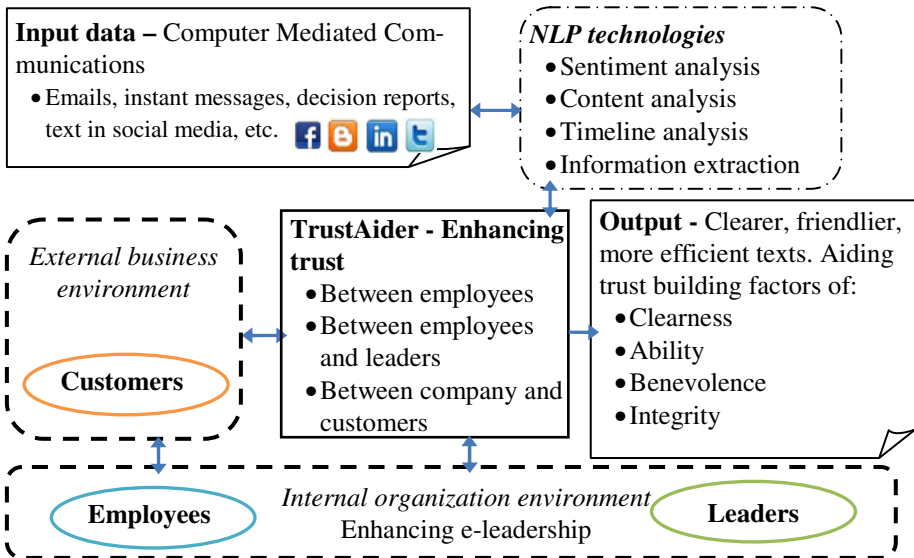 Input data – Computer Mediated Com-
munications
• Emails, instant messages, decision reports,
text in social media, etc.
NLP technologies
• Sentiment analysis
• Content analysis
• Timeline analysis
• Information extraction
External business
environment
Customers
TrustAider - Enhancing
trust
• Between employees
• Between employees
and leaders
• Between company and
customers
Output - Clearer, friendlier,
more efficient texts. Aiding
trust building factors of:
• Clearness
• Ability
• Benevolence
• Integrity
Employees
Internal organization environment
Enhancing e-leadership
Leaders